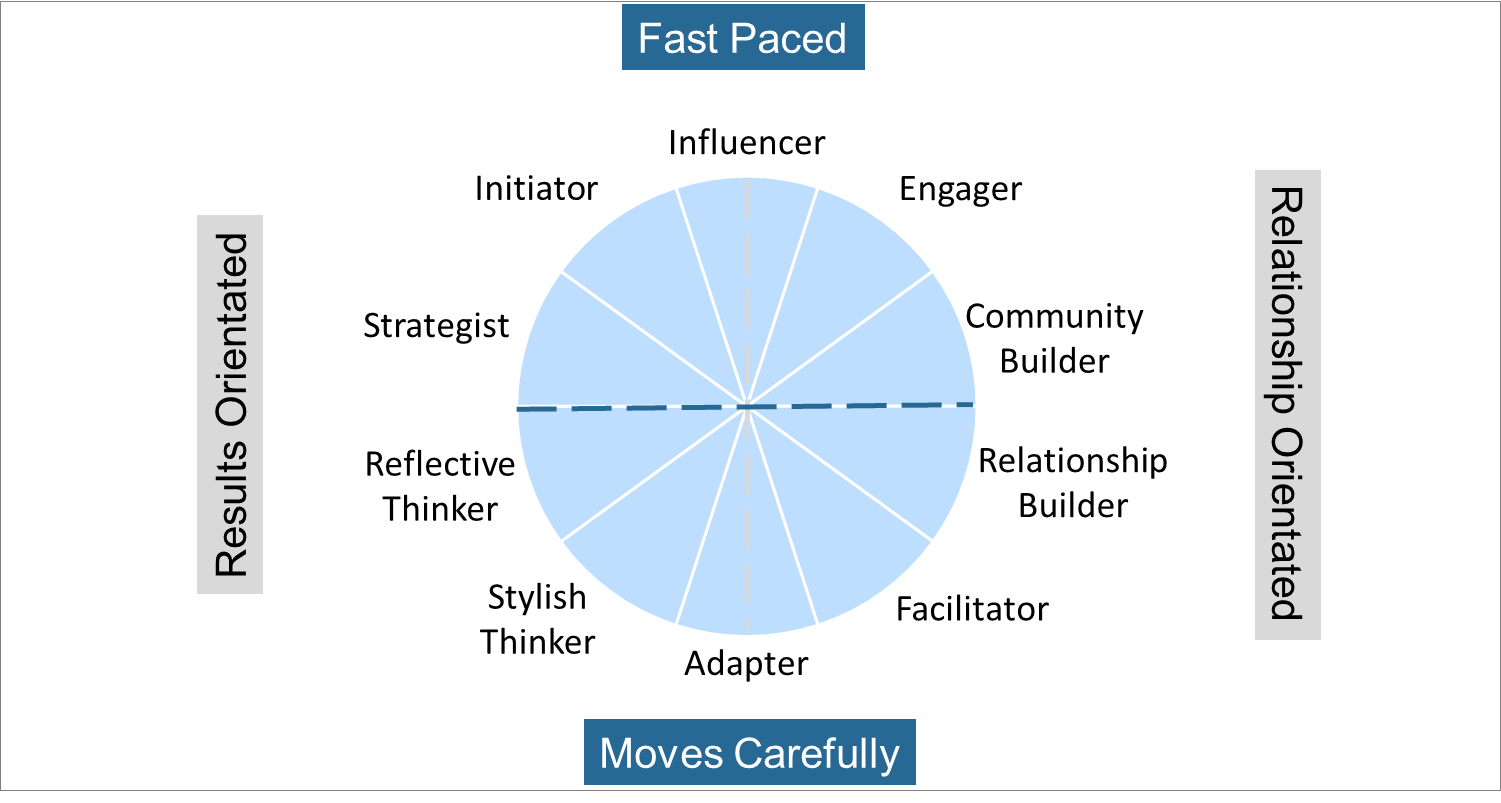 Fast Paced
Influencer
Initiator
Engager
Strategist
Community
Builder
Results Orientated
Relationship Orientated
Reflective
Thinker
Relationship
Builder
Stylish
Thinker
Facilitator
Adapter
Moves Carefully